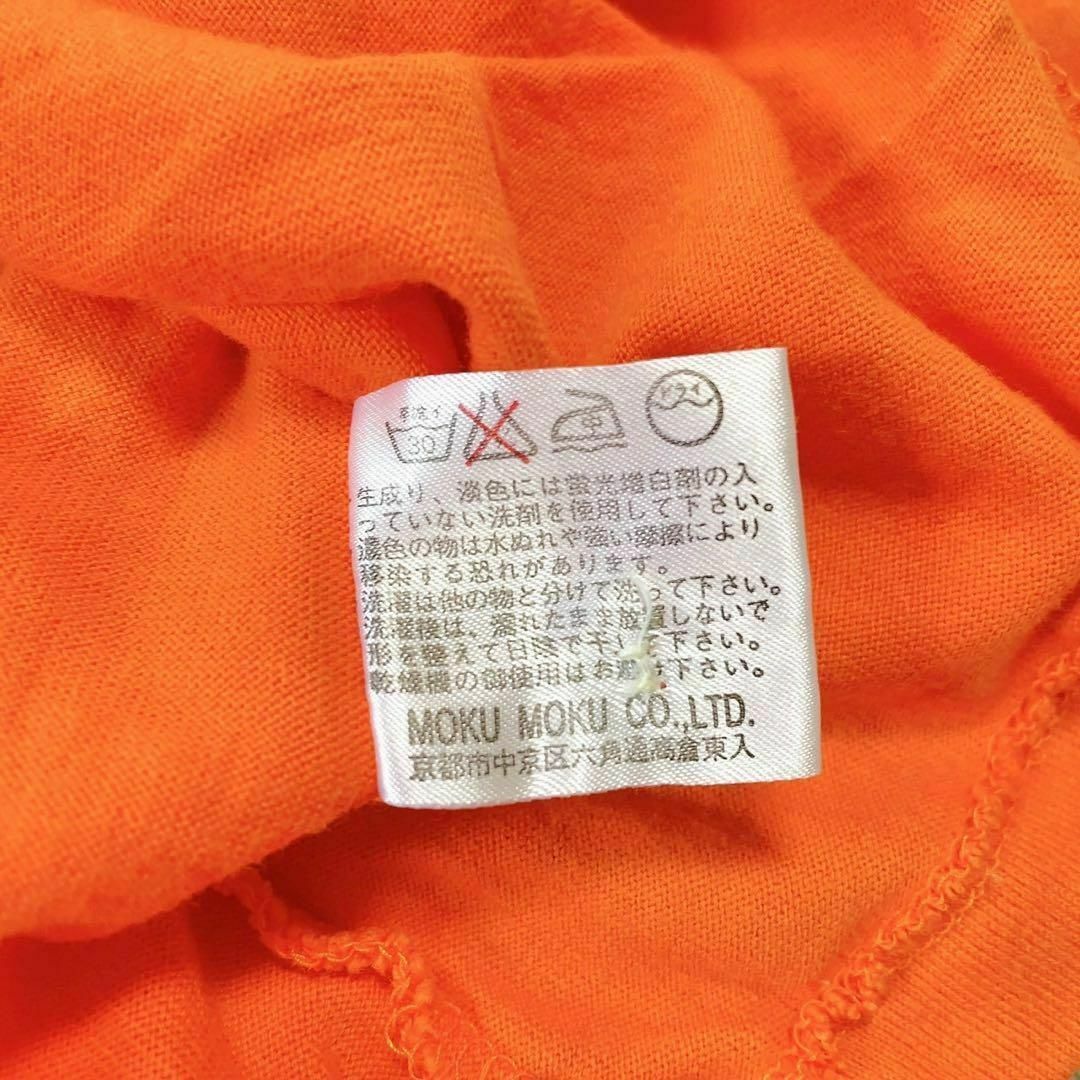 手洗イ
30 中 ドライ
生成り、淡色には蛍光増白剤の入
っていない洗剤を使用して下さい。
濃色の物は水ぬれや強い摩擦により
移染する恐れがあります。
洗濯は他の物と分けて洗って下さい。
洗濯後は、濡れたまま放置しないで
形を整えて日陰で干して下さい。
乾燥機の御使用はお避け下さい。
MOKU MOKU CO.,LTD.
京都市中京区六角通高倉東入